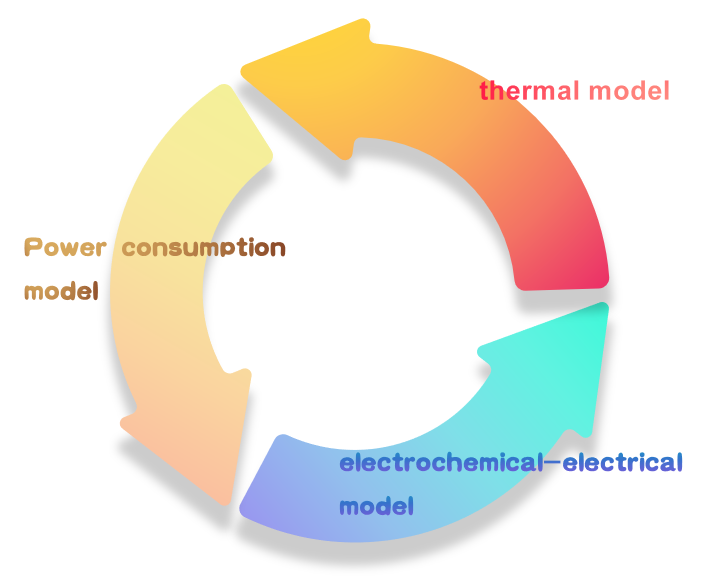 thermal model
Power consumption
model
electrochemical-electrical
model